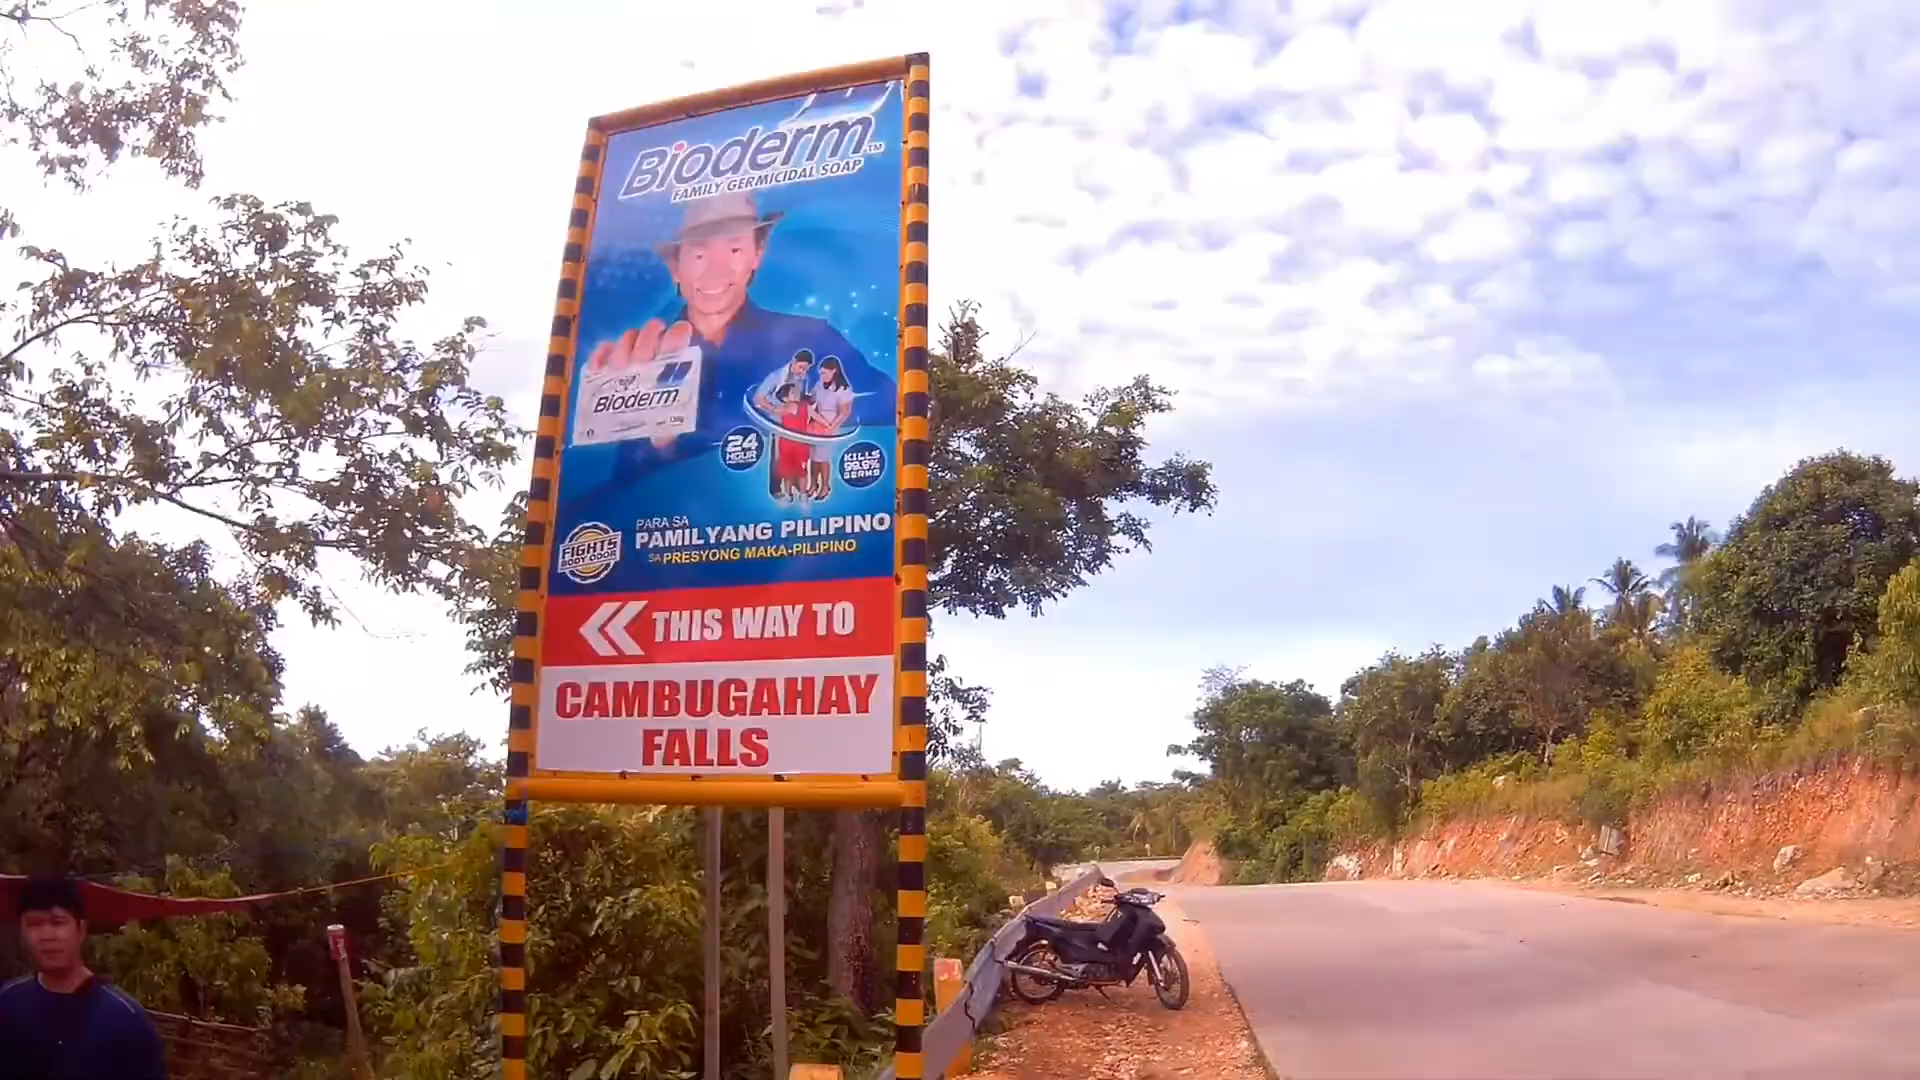 Bioderm™
FAMILY GERMICIDAL SOAP
Bioderm
24
HOUR
KILLS
99.9%
GERMS
FIGHTS
BODY ODOR
PARA SA
PAMILYANG PILIPINO
SA PRESYONG MAKA-PILIPINO
THIS WAY TO
CAMBUGAHAY
FALLS